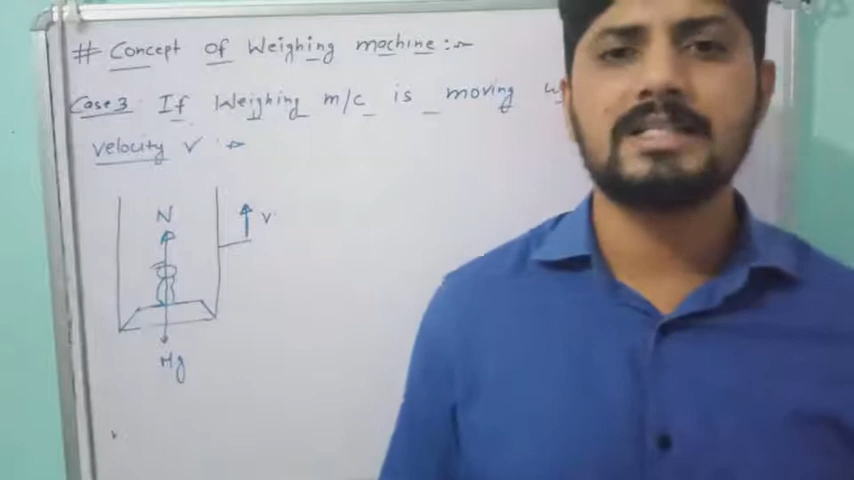 # Concept of Weighing machine :-
Case 3 If Weighing m/c is moving
velocity v :-
N
v
Mg